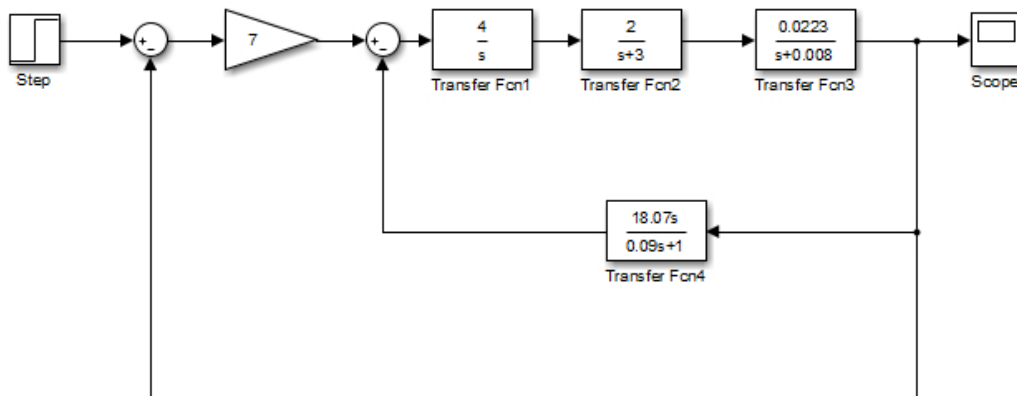 Step
+
−
7
+
−
4
s
Transfer Fcn1
2
s+3
Transfer Fcn2
0.0223
s+0.008
Transfer Fcn3
Scope
18.07s
0.09s+1
Transfer Fcn4